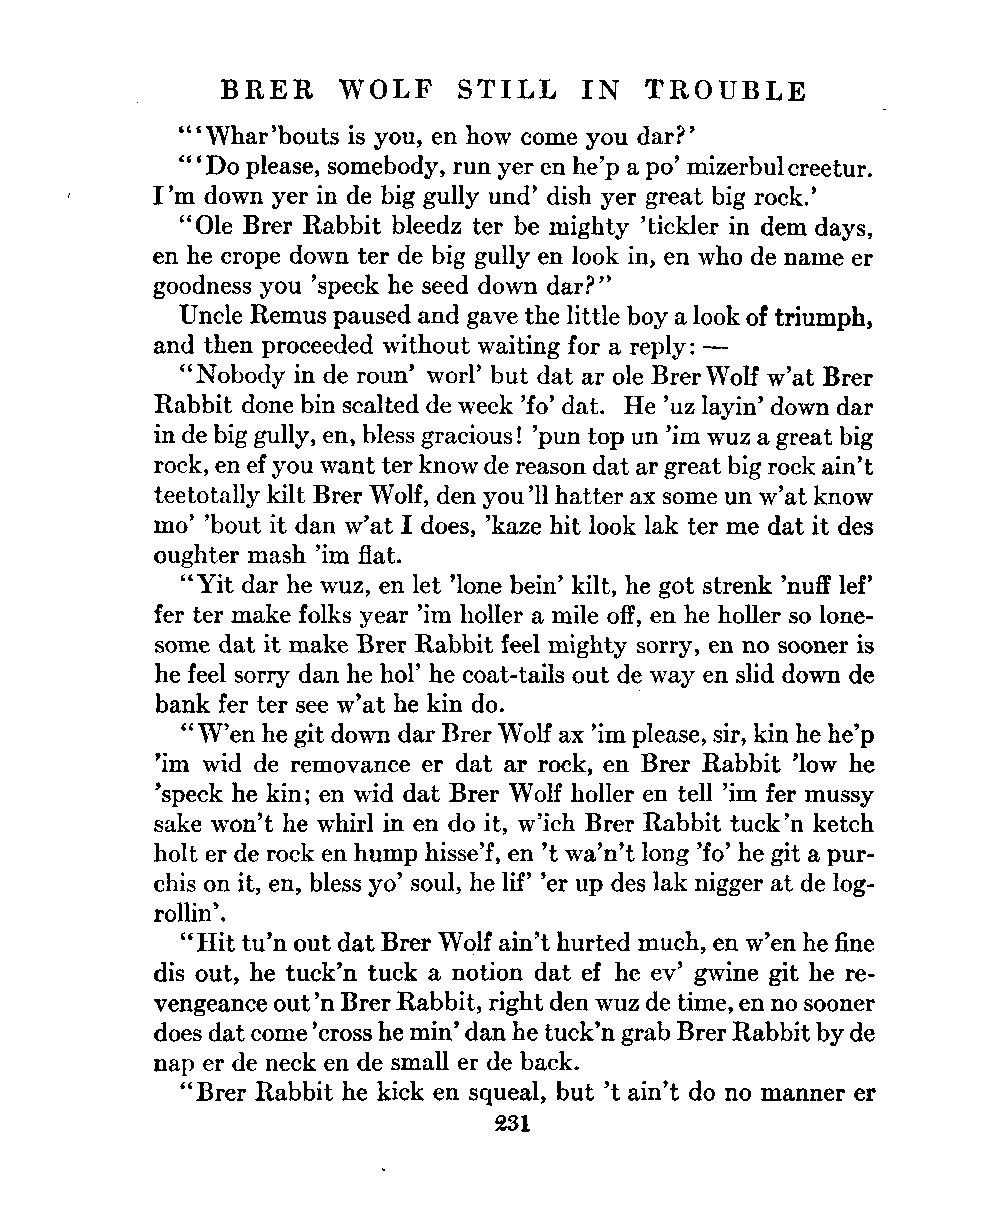 BRER WOLF STILL IN TROUBLE
“‘Whar’bouts is you, en how come you dar?’
“‘Do please, somebody, run yer en he’p a po’ mizerbul creetur.
I’m down yer in de big gully und’ dish yer great big rock.’
“Ole Brer Rabbit bleedz ter be mighty ’tickler in dem days,
en he crope down ter de big gully en look in, en who de name er
goodness you ’speck he seed down dar?”
Uncle Remus paused and gave the little boy a look of triumph,
and then proceeded without waiting for a reply: —
“Nobody in de roun’ worl’ but dat ar ole Brer Wolf w’at Brer
Rabbit done bin scalted de week ’fo’ dat. He ’uz layin’ down dar
in de big gully, en, bless gracious! ’pun top un ’im wuz a great big
rock, en ef you want ter know de reason dat ar great big rock ain’t
teetotally kilt Brer Wolf, den you ’ll hatter ax some un w’at know
mo’ ’bout it dan w’at I does, ’kaze hit look lak ter me dat it des
oughter mash ’im flat.
“Yit dar he wuz, en let ’lone bein’ kilt, he got strenk ’nuff lef’
fer ter make folks year ’im holler a mile off, en he holler so lone-
some dat it make Brer Rabbit feel mighty sorry, en no sooner is
he feel sorry dan he hol’ he coat-tails out de way en slid down de
bank fer ter see w’at he kin do.
“W’en he git down dar Brer Wolf ax ’im please, sir, kin he he’p
’im wid de removance er dat ar rock, en Brer Rabbit ’low he
’speck he kin; en wid dat Brer Wolf holler en tell ’im fer mussy
sake won’t he whirl in en do it, w’ich Brer Rabbit tuck’n ketch
holt er de rock en hump hisse’f, en ’t wa’n’t long ’fo’ he git a pur-
chis on it, en, bless yo’ soul, he lif’ ’er up des lak nigger at de log-
rollin’.
“Hit tu’n out dat Brer Wolf ain’t hurted much, en w’en he fine
dis out, he tuck’n tuck a notion dat ef he ev’ gwine git he re-
vengeance out’n Brer Rabbit, right den wuz de time, en no sooner
does dat come ’cross he min’ dan he tuck’n grab Brer Rabbit by de
nap er de neck en de small er de back.
“Brer Rabbit he kick en squeal, but ’t ain’t do no manner er
231